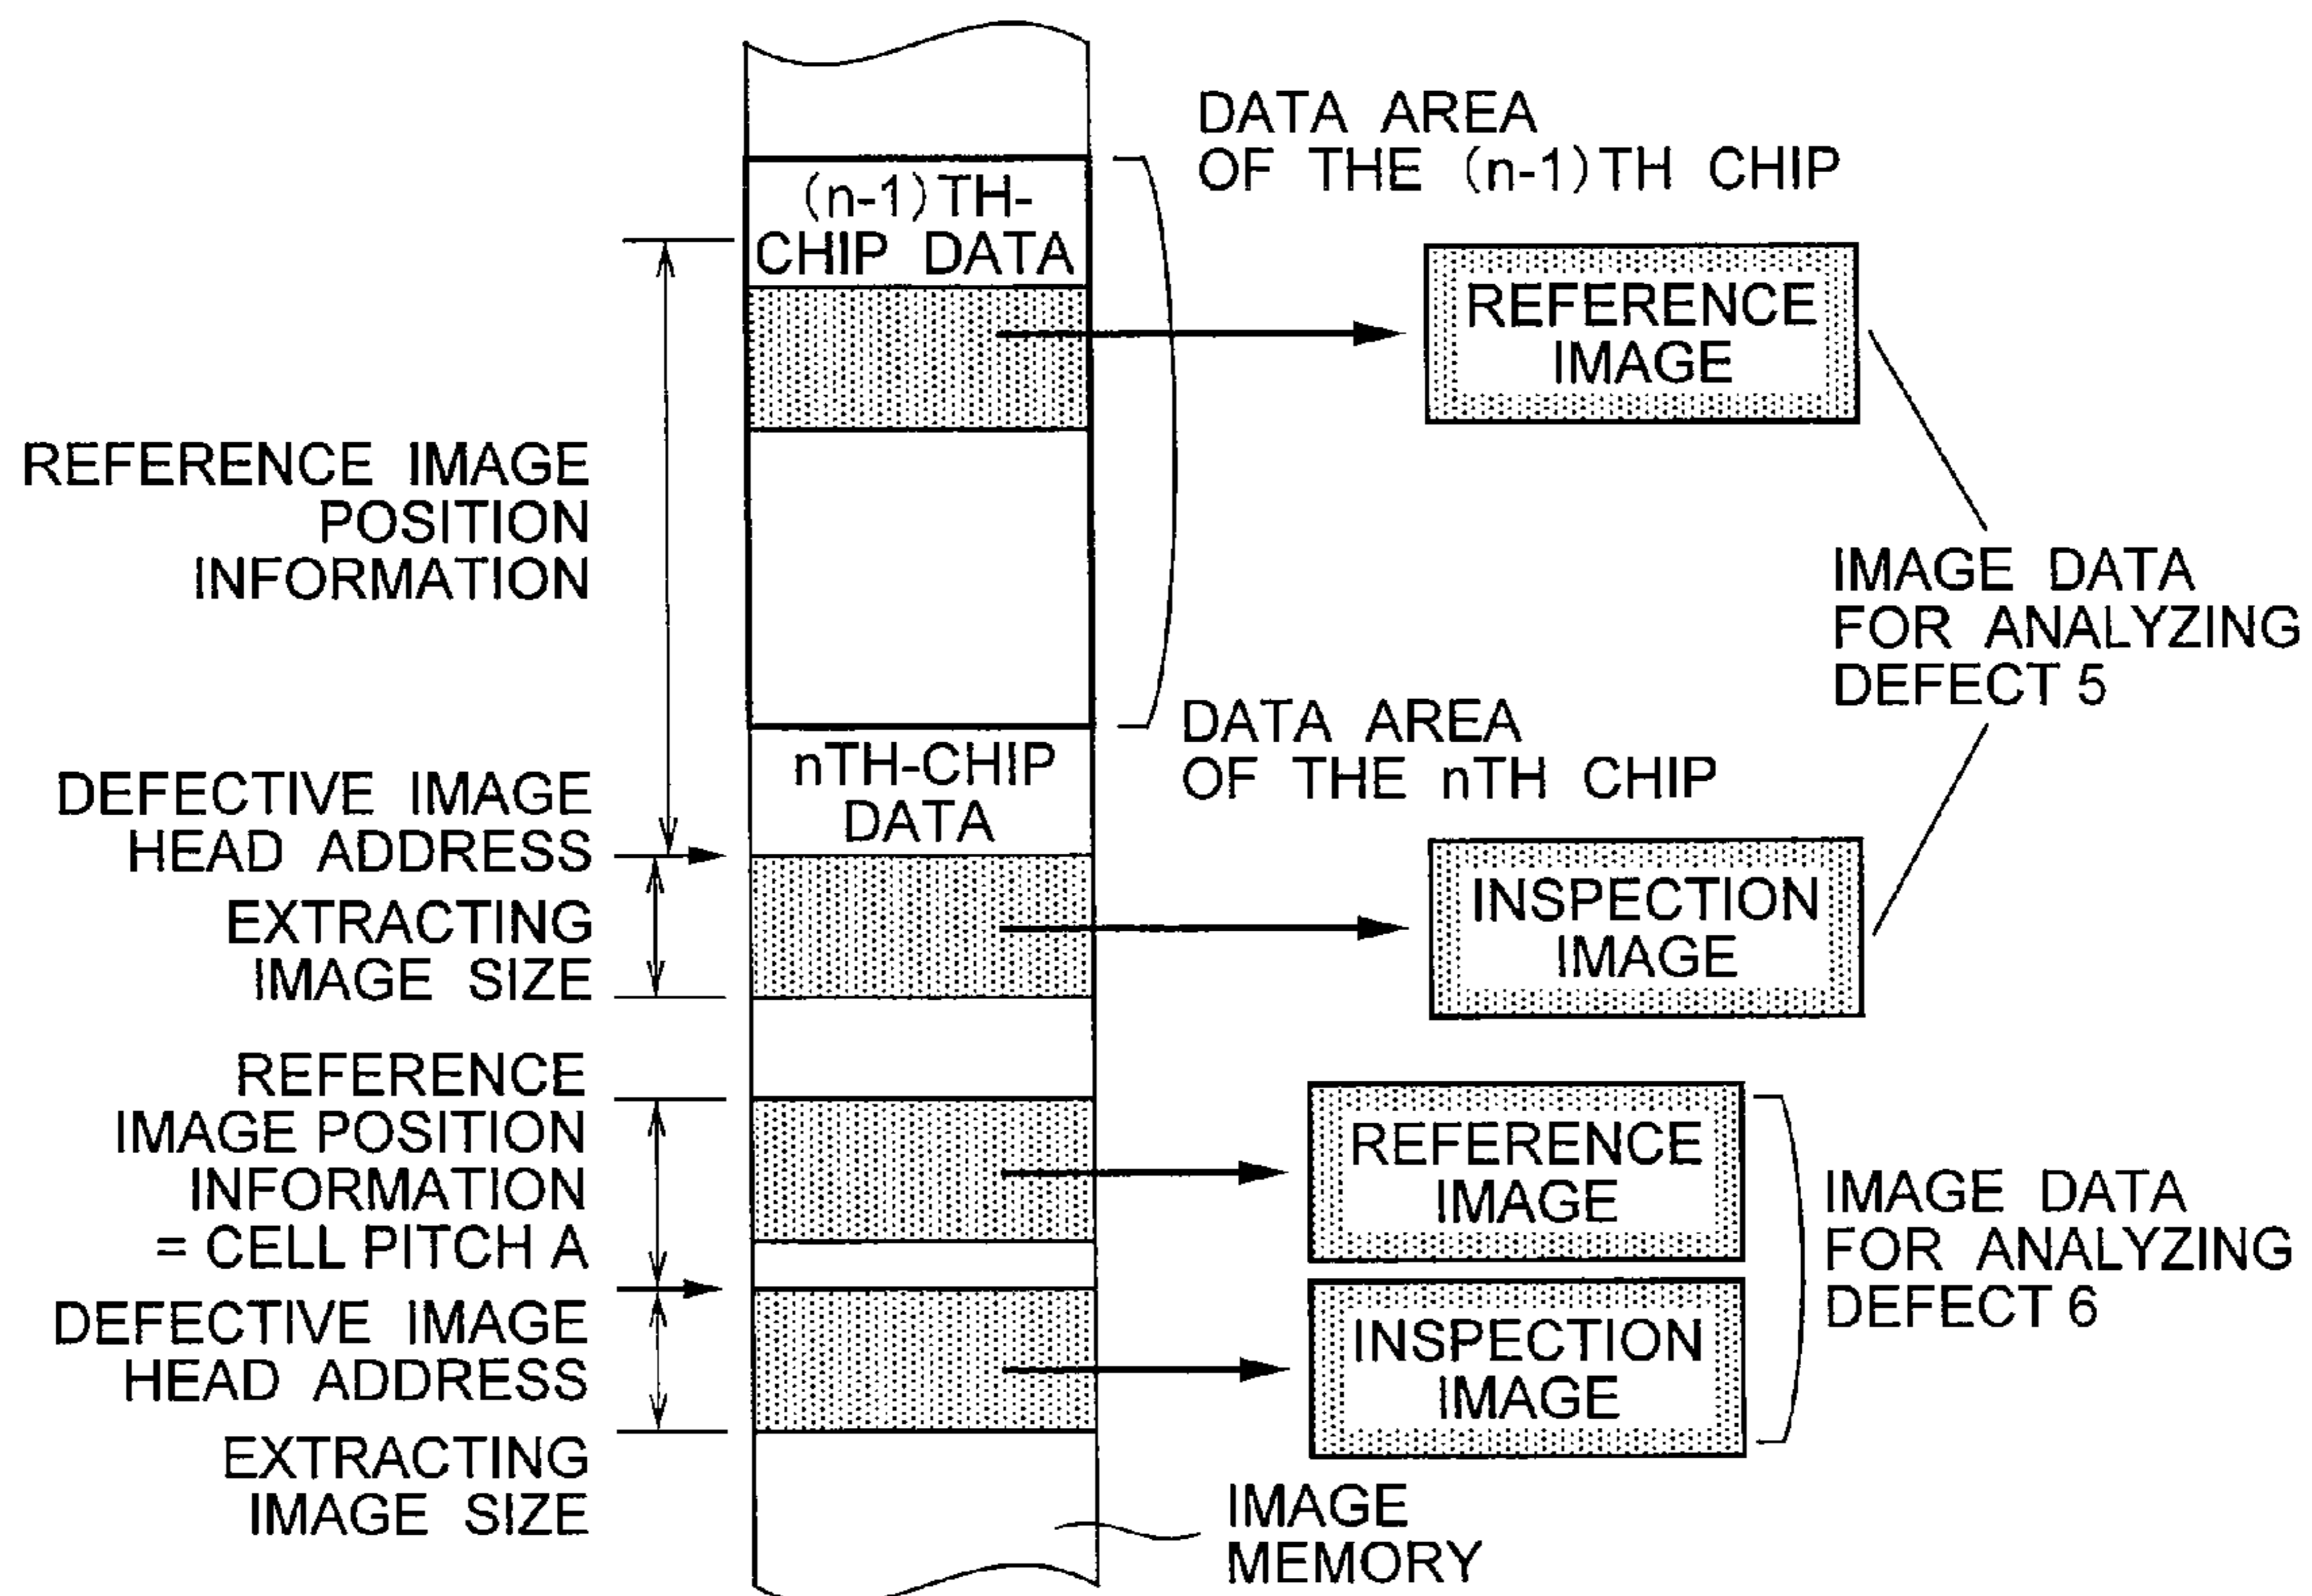 DATA AREA
OF THE (n-1)TH CHIP
(n-1)TH-
CHIP DATA
REFERENCE
IMAGE
REFERENCE IMAGE
POSITION
INFORMATION
IMAGE DATA
FOR ANALYZING
DEFECT 5
DATA AREA
OF THE nTH CHIP
nTH-CHIP
DATA
DEFECTIVE IMAGE
HEAD ADDRESS
EXTRACTING
IMAGE SIZE
INSPECTION
IMAGE
REFERENCE
IMAGE POSITION
INFORMATION
= CELL PITCH A
REFERENCE
IMAGE
IMAGE DATA
FOR ANALYZING
DEFECT 6
DEFECTIVE IMAGE
HEAD ADDRESS
INSPECTION
IMAGE
EXTRACTING
IMAGE SIZE
IMAGE
MEMORY